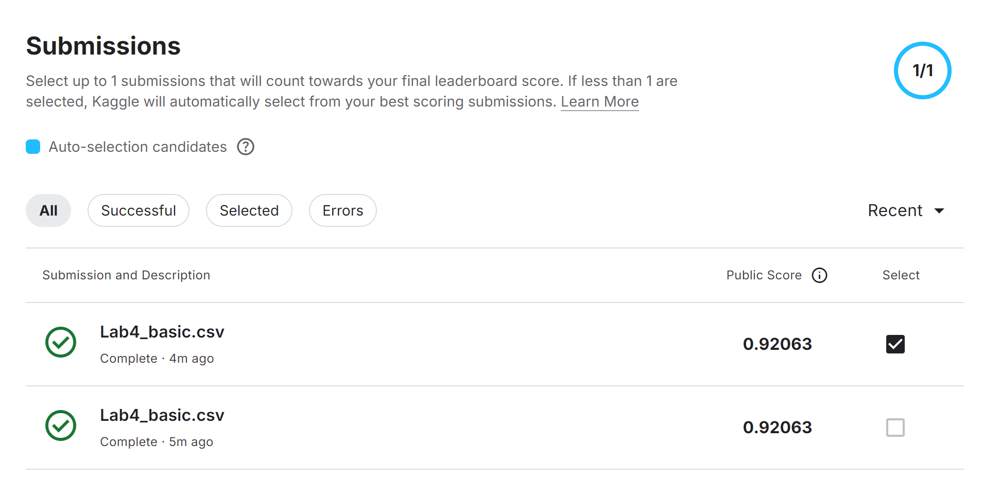 Submissions
1/1
Select up to 1 submissions that will count towards your final leaderboard score. If less than 1 are
selected, Kaggle will automatically select from your best scoring submissions. Learn More
Auto-selection candidates ?
All Successful Selected Errors Recent
Submission and Description Public Score i Select
Lab4_basic.csv
Complete · 4m ago
0.92063
Lab4_basic.csv
Complete · 5m ago
0.92063